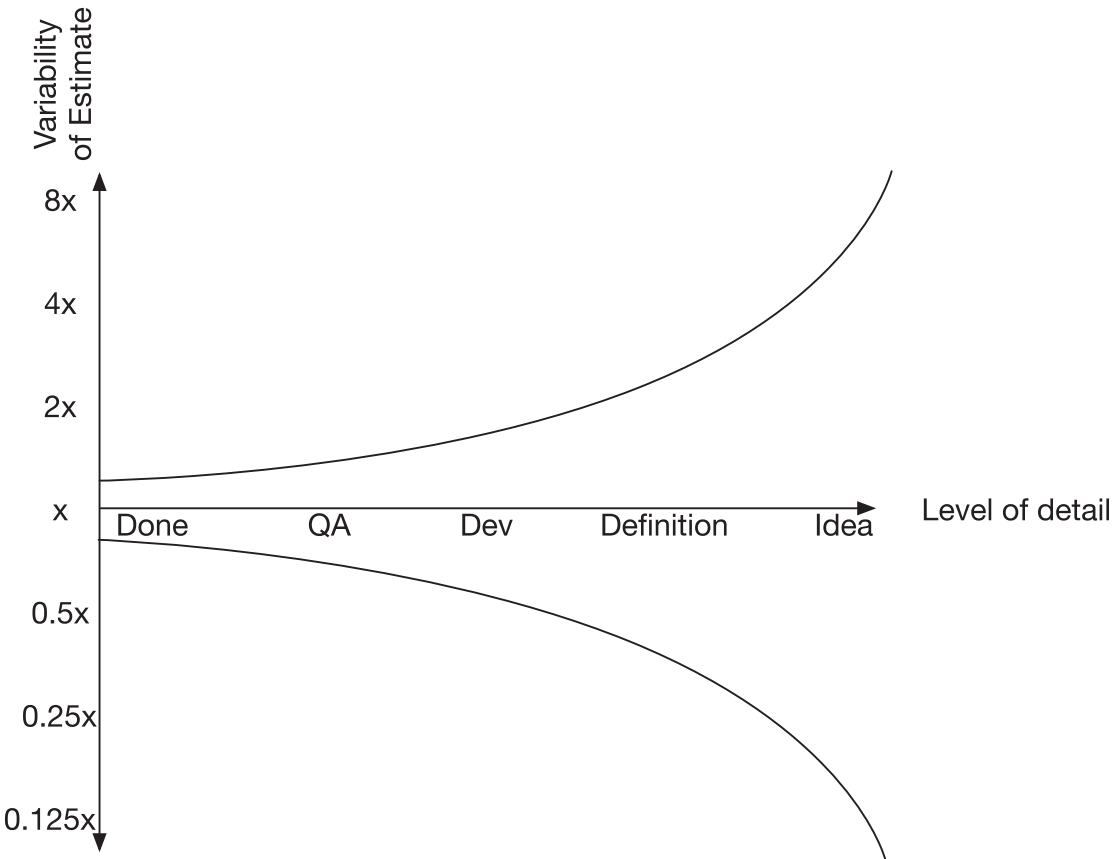 Variability
of Estimate
8x
4x
2x
x
Done QA Dev Definition Idea
Level of detail
0.5x
0.25x
0.125x